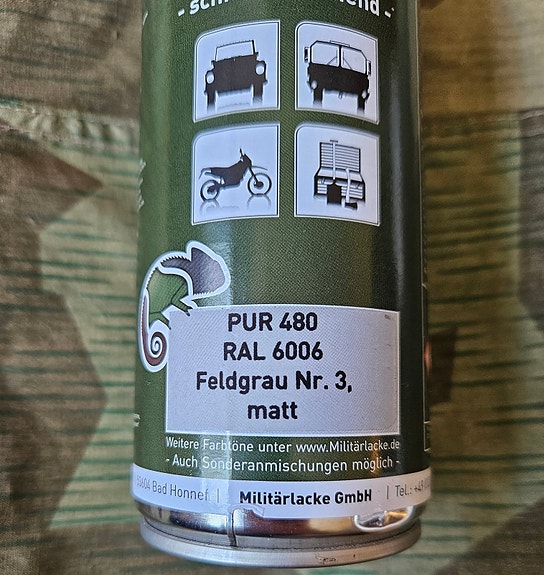 PUR 480
RAL 6006
Feldgrau Nr. 3,
matt
Weitere Farbtöne unter www.Militärlacke.de
- Auch Sonderanmischungen möglich -
Bad Honnef | Militärlacke GmbH | Tel.: